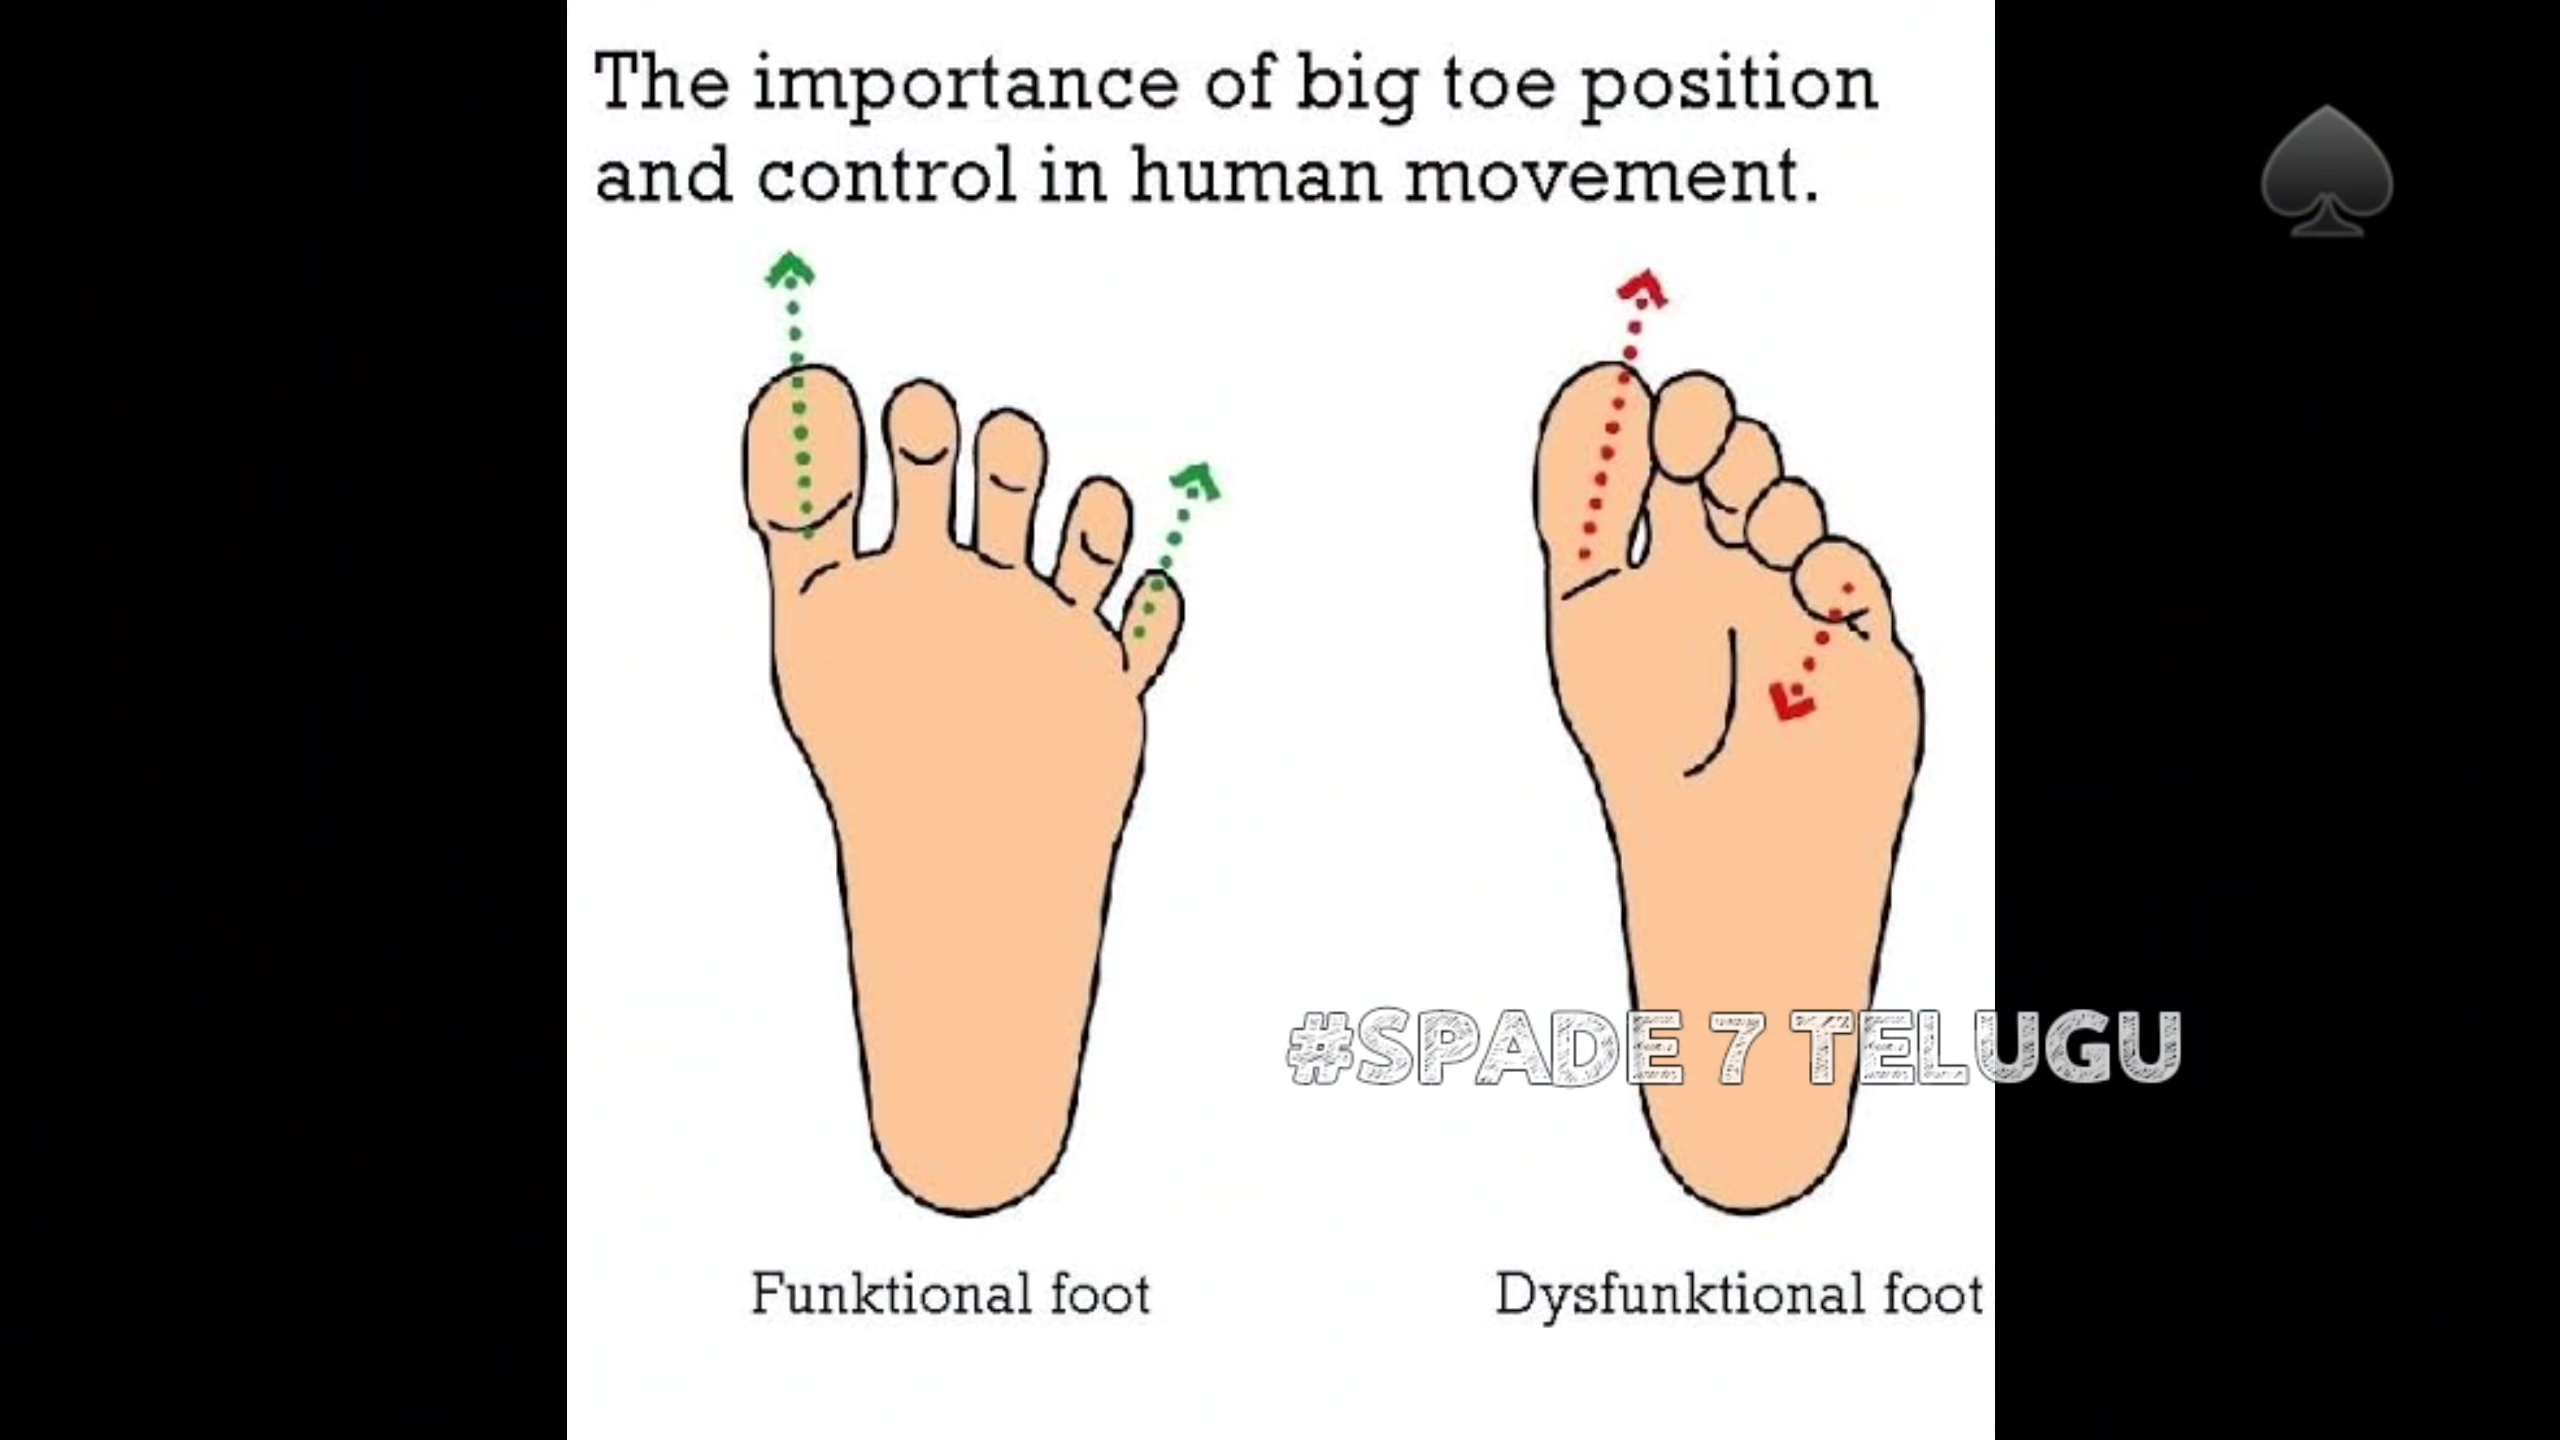 The importance of big toe position
and control in human movement.
#SPADE 7 TELUGU
Funktional foot
Dysfunktional foot